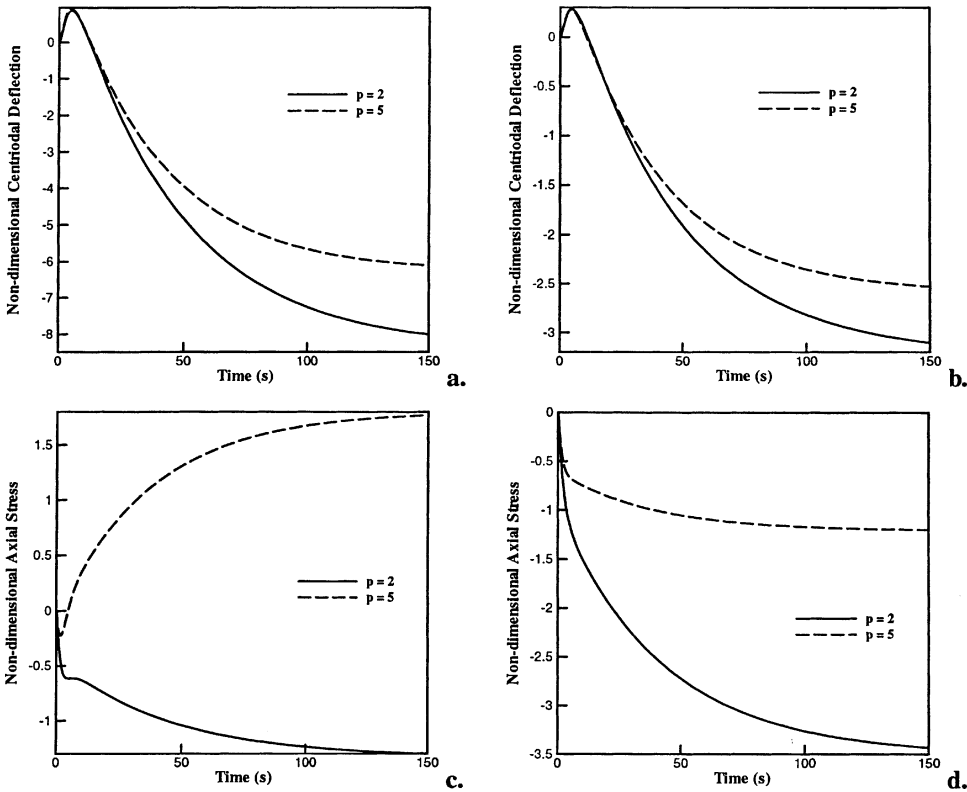 Non-dimensional Centriodal Deflection
0
-1
-2
-3
-4
-5
-6
-7
-8
p = 2
p = 5
0 50 100 150
Time (s)
a.
Non-dimensional Centriodal Deflection
0
-0.5
-1
-1.5
-2
-2.5
-3
p = 2
p = 5
0 50 100 150
Time (s)
b.
Non-dimensional Axial Stress
1.5
1
0.5
0
-0.5
-1
p = 2
p = 5
0 50 100 150
Time (s)
c.
Non-dimensional Axial Stress
0
-0.5
-1
-1.5
-2
-2.5
-3
-3.5
p = 2
p = 5
0 50 100 150
Time (s)
d.